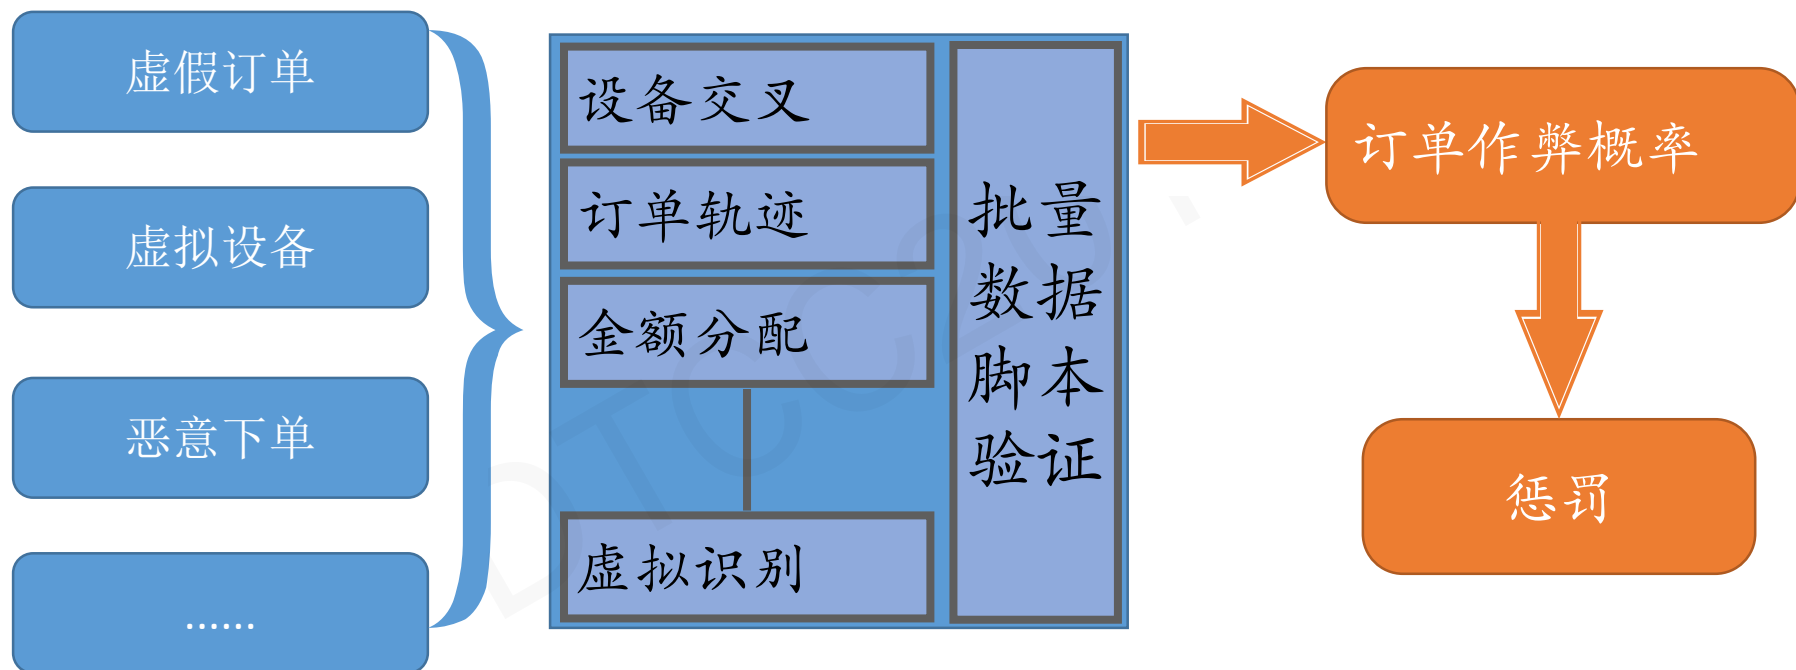 虚假订单
虚拟设备
恶意下单
......
设备交叉
订单轨迹
金额分配
虚拟识别
批量
数据
脚本
验证
订单作弊概率
惩罚